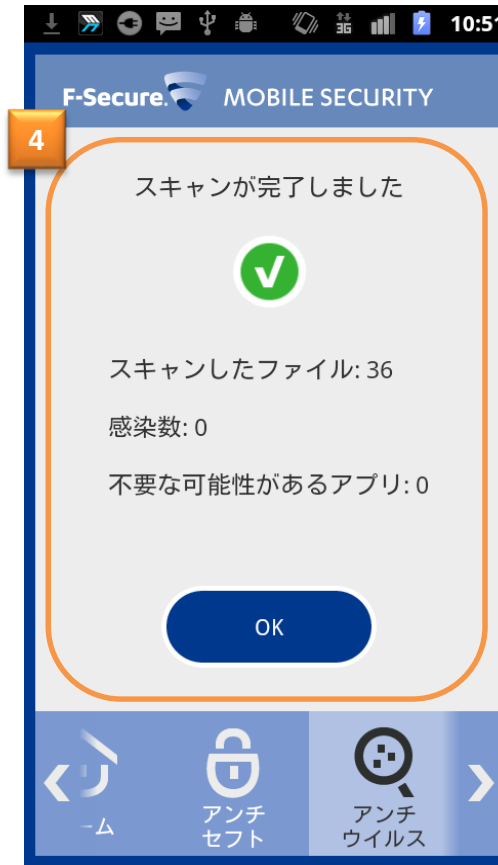 3G 10:51
F-Secure. MOBILE SECURITY
4
スキャンが完了しました
スキャンしたファイル: 36
感染数: 0
不要な可能性があるアプリ: 0
OK
ーム
アンチ
セフト
アンチ
ウイルス